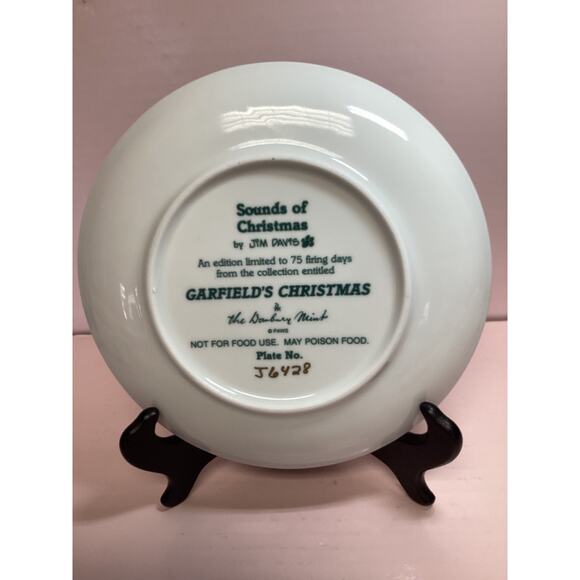 Sounds of
Christmas
by JIM DAVIS
An edition limited to 75 firing days
from the collection entitled
GARFIELD'S CHRISTMAS
The Danbury Mint
© PAWS
NOT FOR FOOD USE. MAY POISON FOOD.
Plate No.
J6428